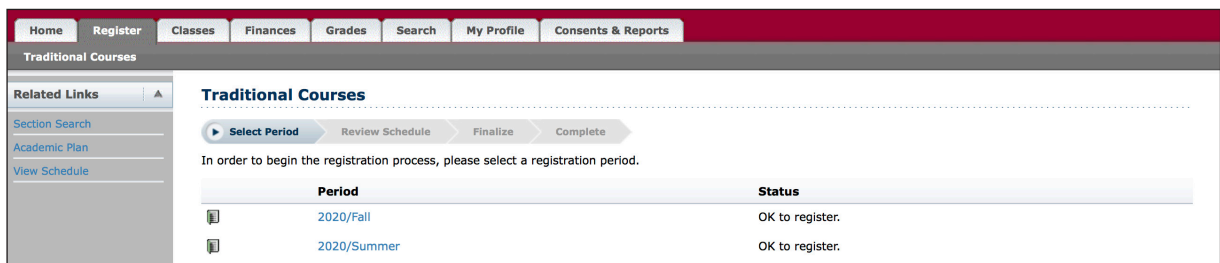 Home Register Classes Finances Grades Search My Profile Consents & Reports
Traditional Courses
Related Links
Section Search
Academic Plan
View Schedule
Traditional Courses
Select Period Review Schedule Finalize Complete
In order to begin the registration process, please select a registration period.
Period Status
2020/Fall OK to register.
2020/Summer OK to register.